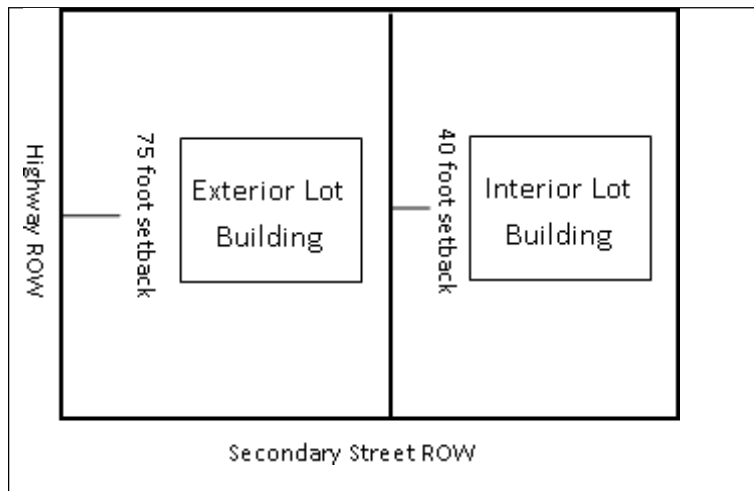 Highway ROW
75 foot setback
Exterior Lot
Building
40 foot setback
Interior Lot
Building
Secondary Street ROW